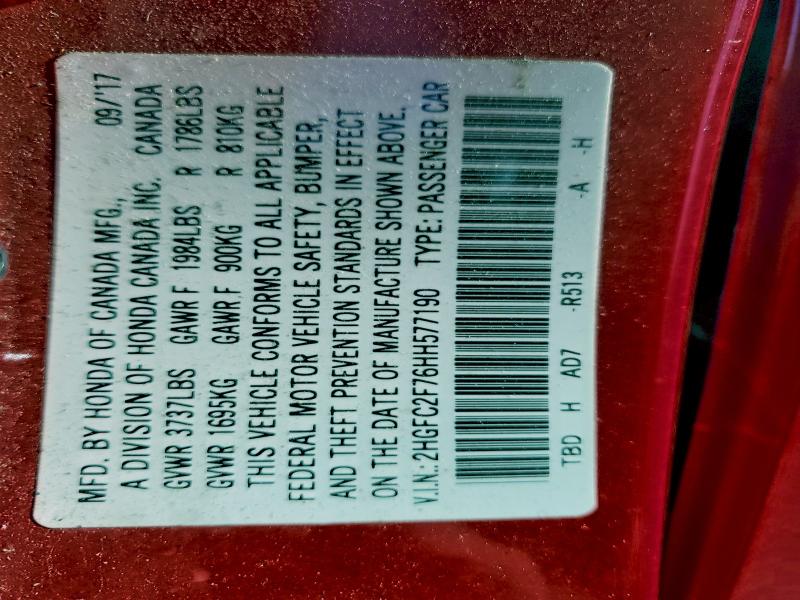 MFD. BY HONDA OF CANADA MFG., 09/'17
A DIVISION OF HONDA CANADA INC. CANADA
GVWR 3737LBS GAWR F 1984LBS R 1786LBS
GVWR 1695KG GAWR F 900KG R 810KG
THIS VEHICLE CONFORMS TO ALL APPLICABLE
FEDERAL MOTOR VEHICLE SAFETY, BUMPER,
AND THEFT PREVENTION STANDARDS IN EFFECT
ON THE DATE OF MANUFACTURE SHOWN ABOVE.
V.I.N.: 2HGFC2F76HH577190 TYPE: PASSENGER CAR
TBD H AD7 -R513 -A -H